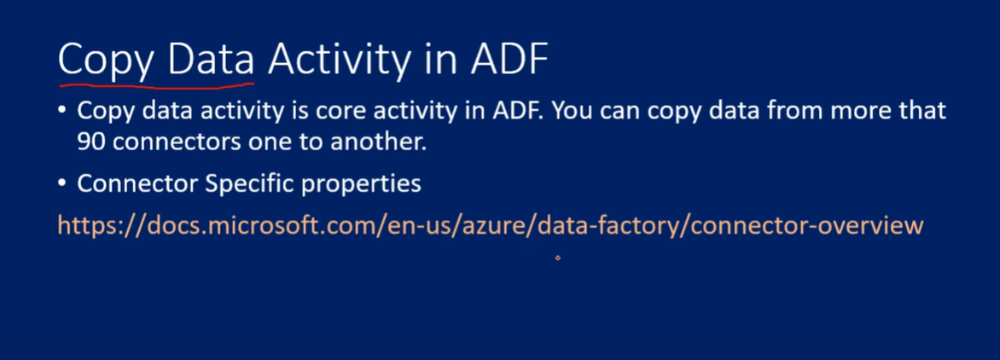 Copy Data Activity in ADF
• Copy data activity is core activity in ADF. You can copy data from more that
90 connectors one to another.
• Connector Specific properties
https://docs.microsoft.com/en-us/azure/data-factory/connector-overview